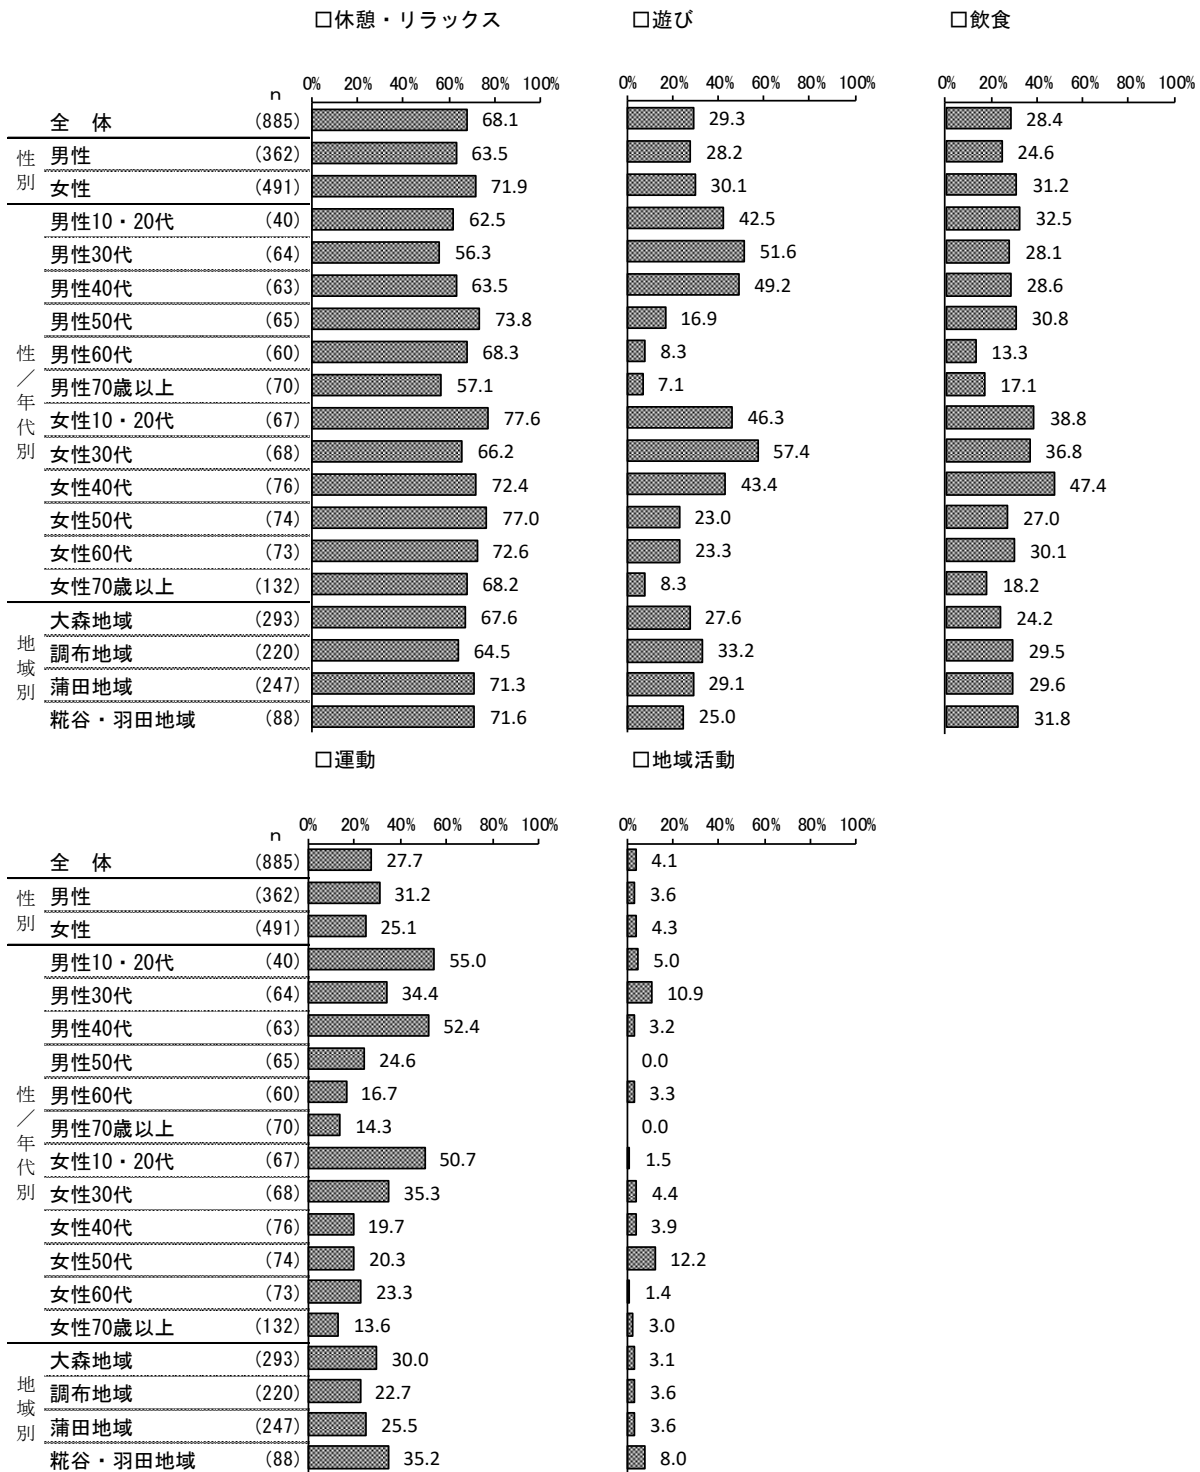 □休憩・リラックス □遊び □飲食
0% 20% 40% 60% 80% 100% 0% 20% 40% 60% 80% 100% 0% 20% 40% 60% 80% 100%
n
全 体 (885) 68.1 29.3 28.4
性別
男性 (362) 63.5 28.2 24.6
女性 (491) 71.9 30.1 31.2
性／年代別
男性10・20代 (40) 62.5 42.5 32.5
男性30代 (64) 56.3 51.6 28.1
男性40代 (63) 63.5 49.2 28.6
男性50代 (65) 73.8 16.9 30.8
男性60代 (60) 68.3 8.3 13.3
男性70歳以上 (70) 57.1 7.1 17.1
女性10・20代 (67) 77.6 46.3 38.8
女性30代 (68) 66.2 57.4 36.8
女性40代 (76) 72.4 43.4 47.4
女性50代 (74) 77.0 23.0 27.0
女性60代 (73) 72.6 23.3 30.1
女性70歳以上 (132) 68.2 8.3 18.2
地域別
大森地域 (293) 67.6 27.6 24.2
調布地域 (220) 64.5 33.2 29.5
蒲田地域 (247) 71.3 29.1 29.6
糀谷・羽田地域 (88) 71.6 25.0 31.8
□運動 □地域活動
0% 20% 40% 60% 80% 100% 0% 20% 40% 60% 80% 100%
n
全 体 (885) 27.7 4.1
性別
男性 (362) 31.2 3.6
女性 (491) 25.1 4.3
性／年代別
男性10・20代 (40) 55.0 5.0
男性30代 (64) 34.4 10.9
男性40代 (63) 52.4 3.2
男性50代 (65) 24.6 0.0
男性60代 (60) 16.7 3.3
男性70歳以上 (70) 14.3 0.0
女性10・20代 (67) 50.7 1.5
女性30代 (68) 35.3 4.4
女性40代 (76) 19.7 3.9
女性50代 (74) 20.3 12.2
女性60代 (73) 23.3 1.4
女性70歳以上 (132) 13.6 3.0
地域別
大森地域 (293) 30.0 3.1
調布地域 (220) 22.7 3.6
蒲田地域 (247) 25.5 3.6
糀谷・羽田地域 (88) 35.2 8.0